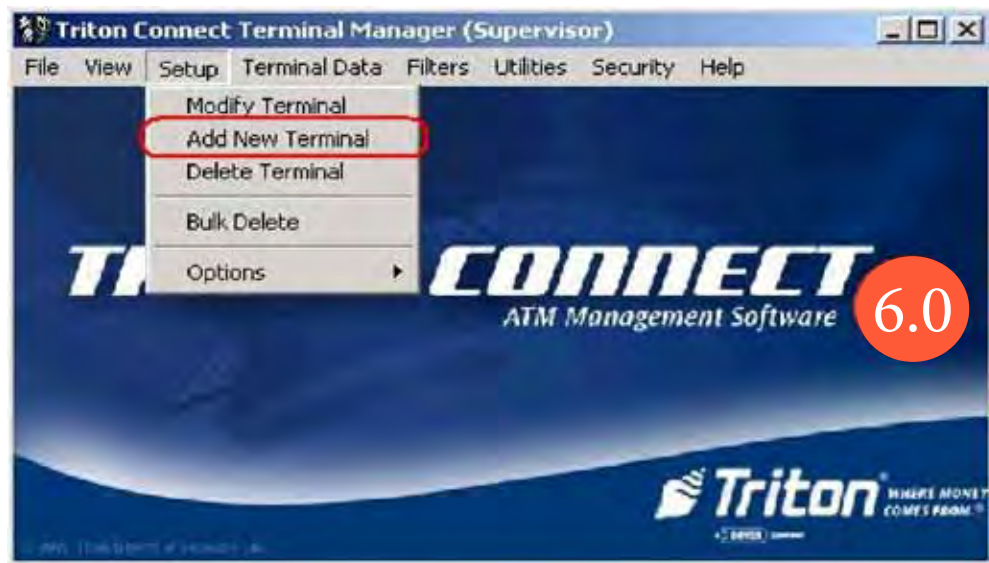 Triton Connect Terminal Manager (Supervisor)
File View Setup Terminal Data Filters Utilities Security Help
Modify Terminal
Add New Terminal
Delete Terminal
Bulk Delete
Options
CONNECT
ATM Management Software
6.0
Triton
WHERE MONEY
COMES FROM.®